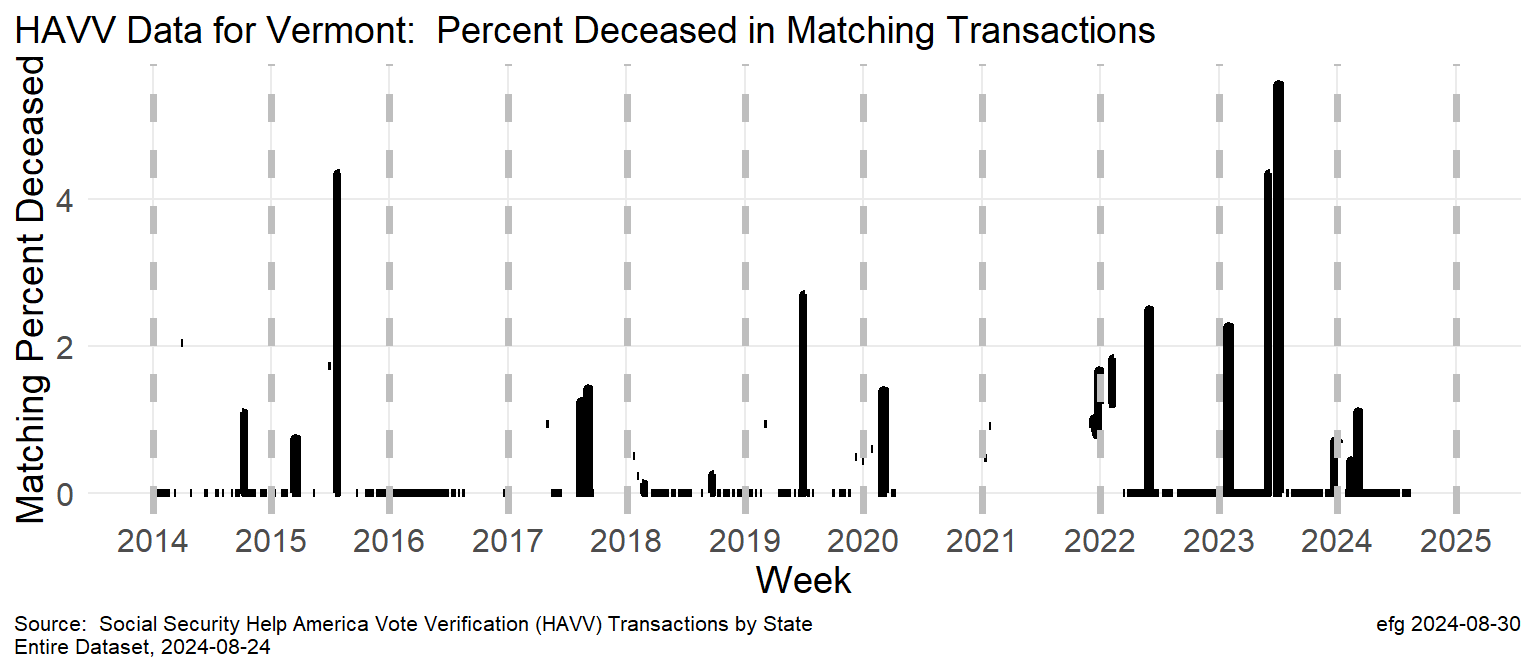 HAVV Data for Vermont:  Percent Deceased in Matching Transactions
Matching Percent Deceased
4
2
0
2014 2015 2016 2017 2018 2019 2020 2021 2022 2023 2024 2025
Week
Source:  Social Security Help America Vote Verification (HAVV) Transactions by State
Entire Dataset, 2024-08-24
efg 2024-08-30